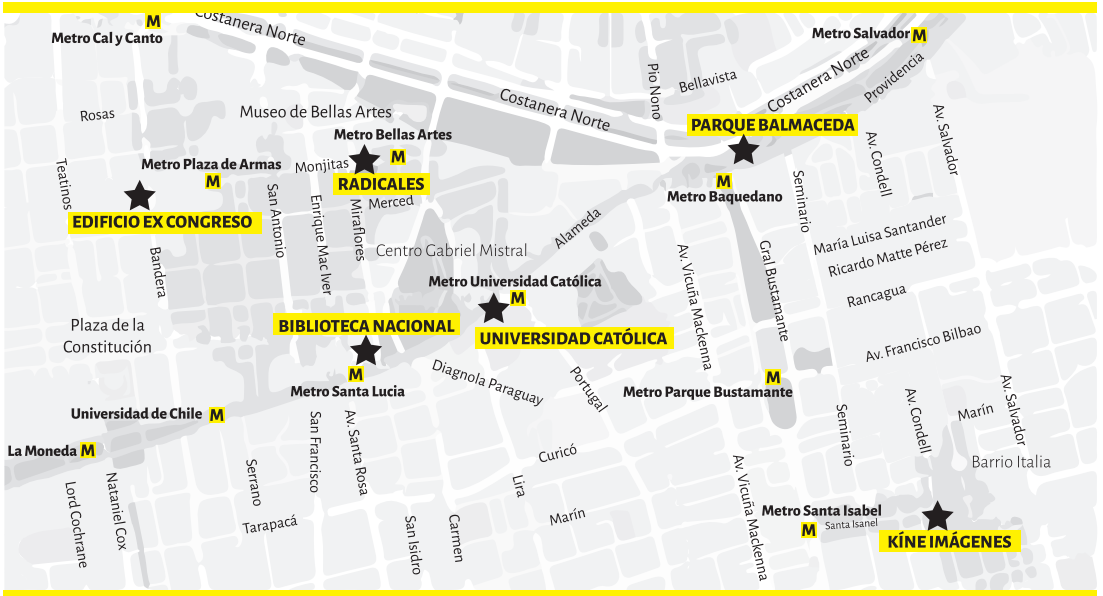 Costanera Norte
M
Metro Cal y Canto
Metro Salvador M
Pio Nono
Bellavista
Costanera Norte
Providencia
Costanera Norte
Rosas
Museo de Bellas Artes
Av. Salvador
PARQUE BALMACEDA
Metro Bellas Artes
M
Av. Condell
Teatinos
Metro Plaza de Armas
M
Monjitas
RADICALES
M
Metro Baquedano
Seminario
San Antonio
Enrique Mac Iver
Miraflores
Merced
EDIFICIO EX CONGRESO
Alameda
María Luisa Santander
Ricardo Matte Pérez
Bandera
Centro Gabriel Mistral
Av. Vicuña Mackenna
Gral Bustamante
Metro Universidad Católica
M
Rancagua
Plaza de la
Constitución
BIBLIOTECA NACIONAL
UNIVERSIDAD CATÓLICA
Av. Francisco Bilbao
M
Metro Santa Lucia
Diagnola Paraguay
Portugal
M
Metro Parque Bustamante
Universidad de Chile M
San Francisco
Av. Santa Rosa
Seminario
Av. Condell
Marín
Av. Salvador
La Moneda M
Curicó
Barrio Italia
Lord Cochrane
Nataniel Cox
Serrano
Lira
Av. Vicuña Mackenna
Tarapacá
San Isidro
Carmen
Marín
Metro Santa Isabel
M
Santa Isanel
KÍNE IMÁGENES